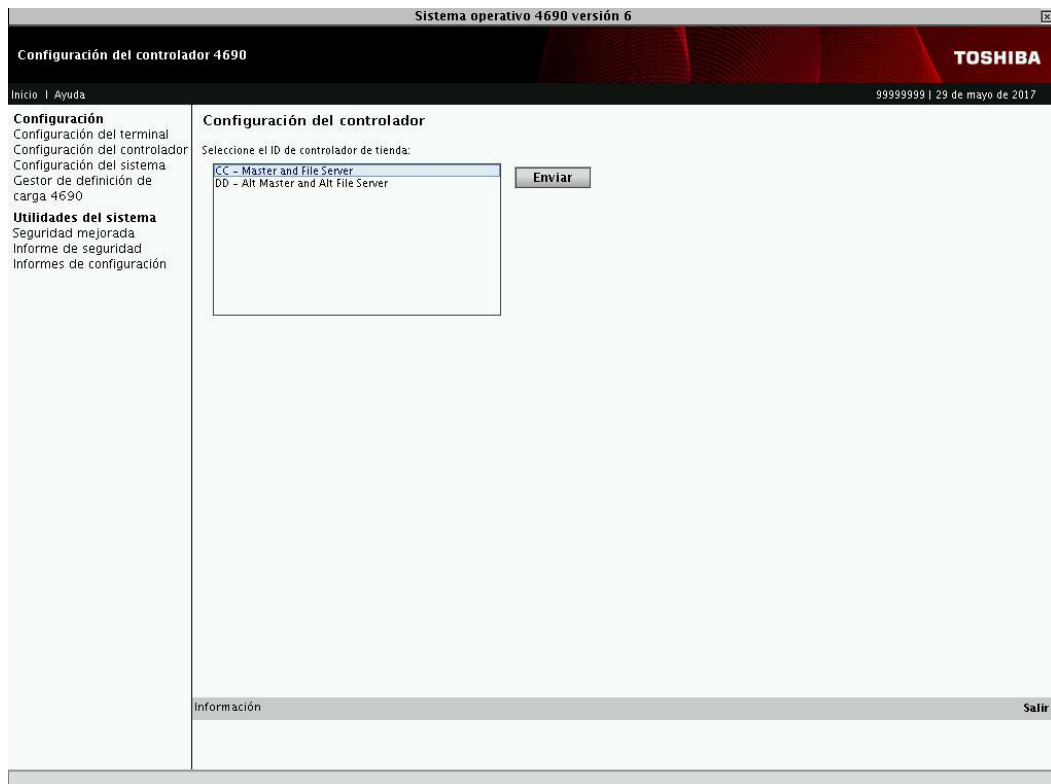 Sistema operativo 4690 versión 6
Configuración del controlador 4690
TOSHIBA
Inicio | Ayuda
99999999 | 29 de mayo de 2017
Configuración
Configuración del terminal
Configuración del controlador
Configuración del sistema
Gestor de definición de
carga 4690
Utilidades del sistema
Seguridad mejorada
Informe de seguridad
Informes de configuración
Configuración del controlador
Seleccione el ID de controlador de tienda:
CC - Master and File Server
DD - Alt Master and Alt File Server
Enviar
Información
Salir